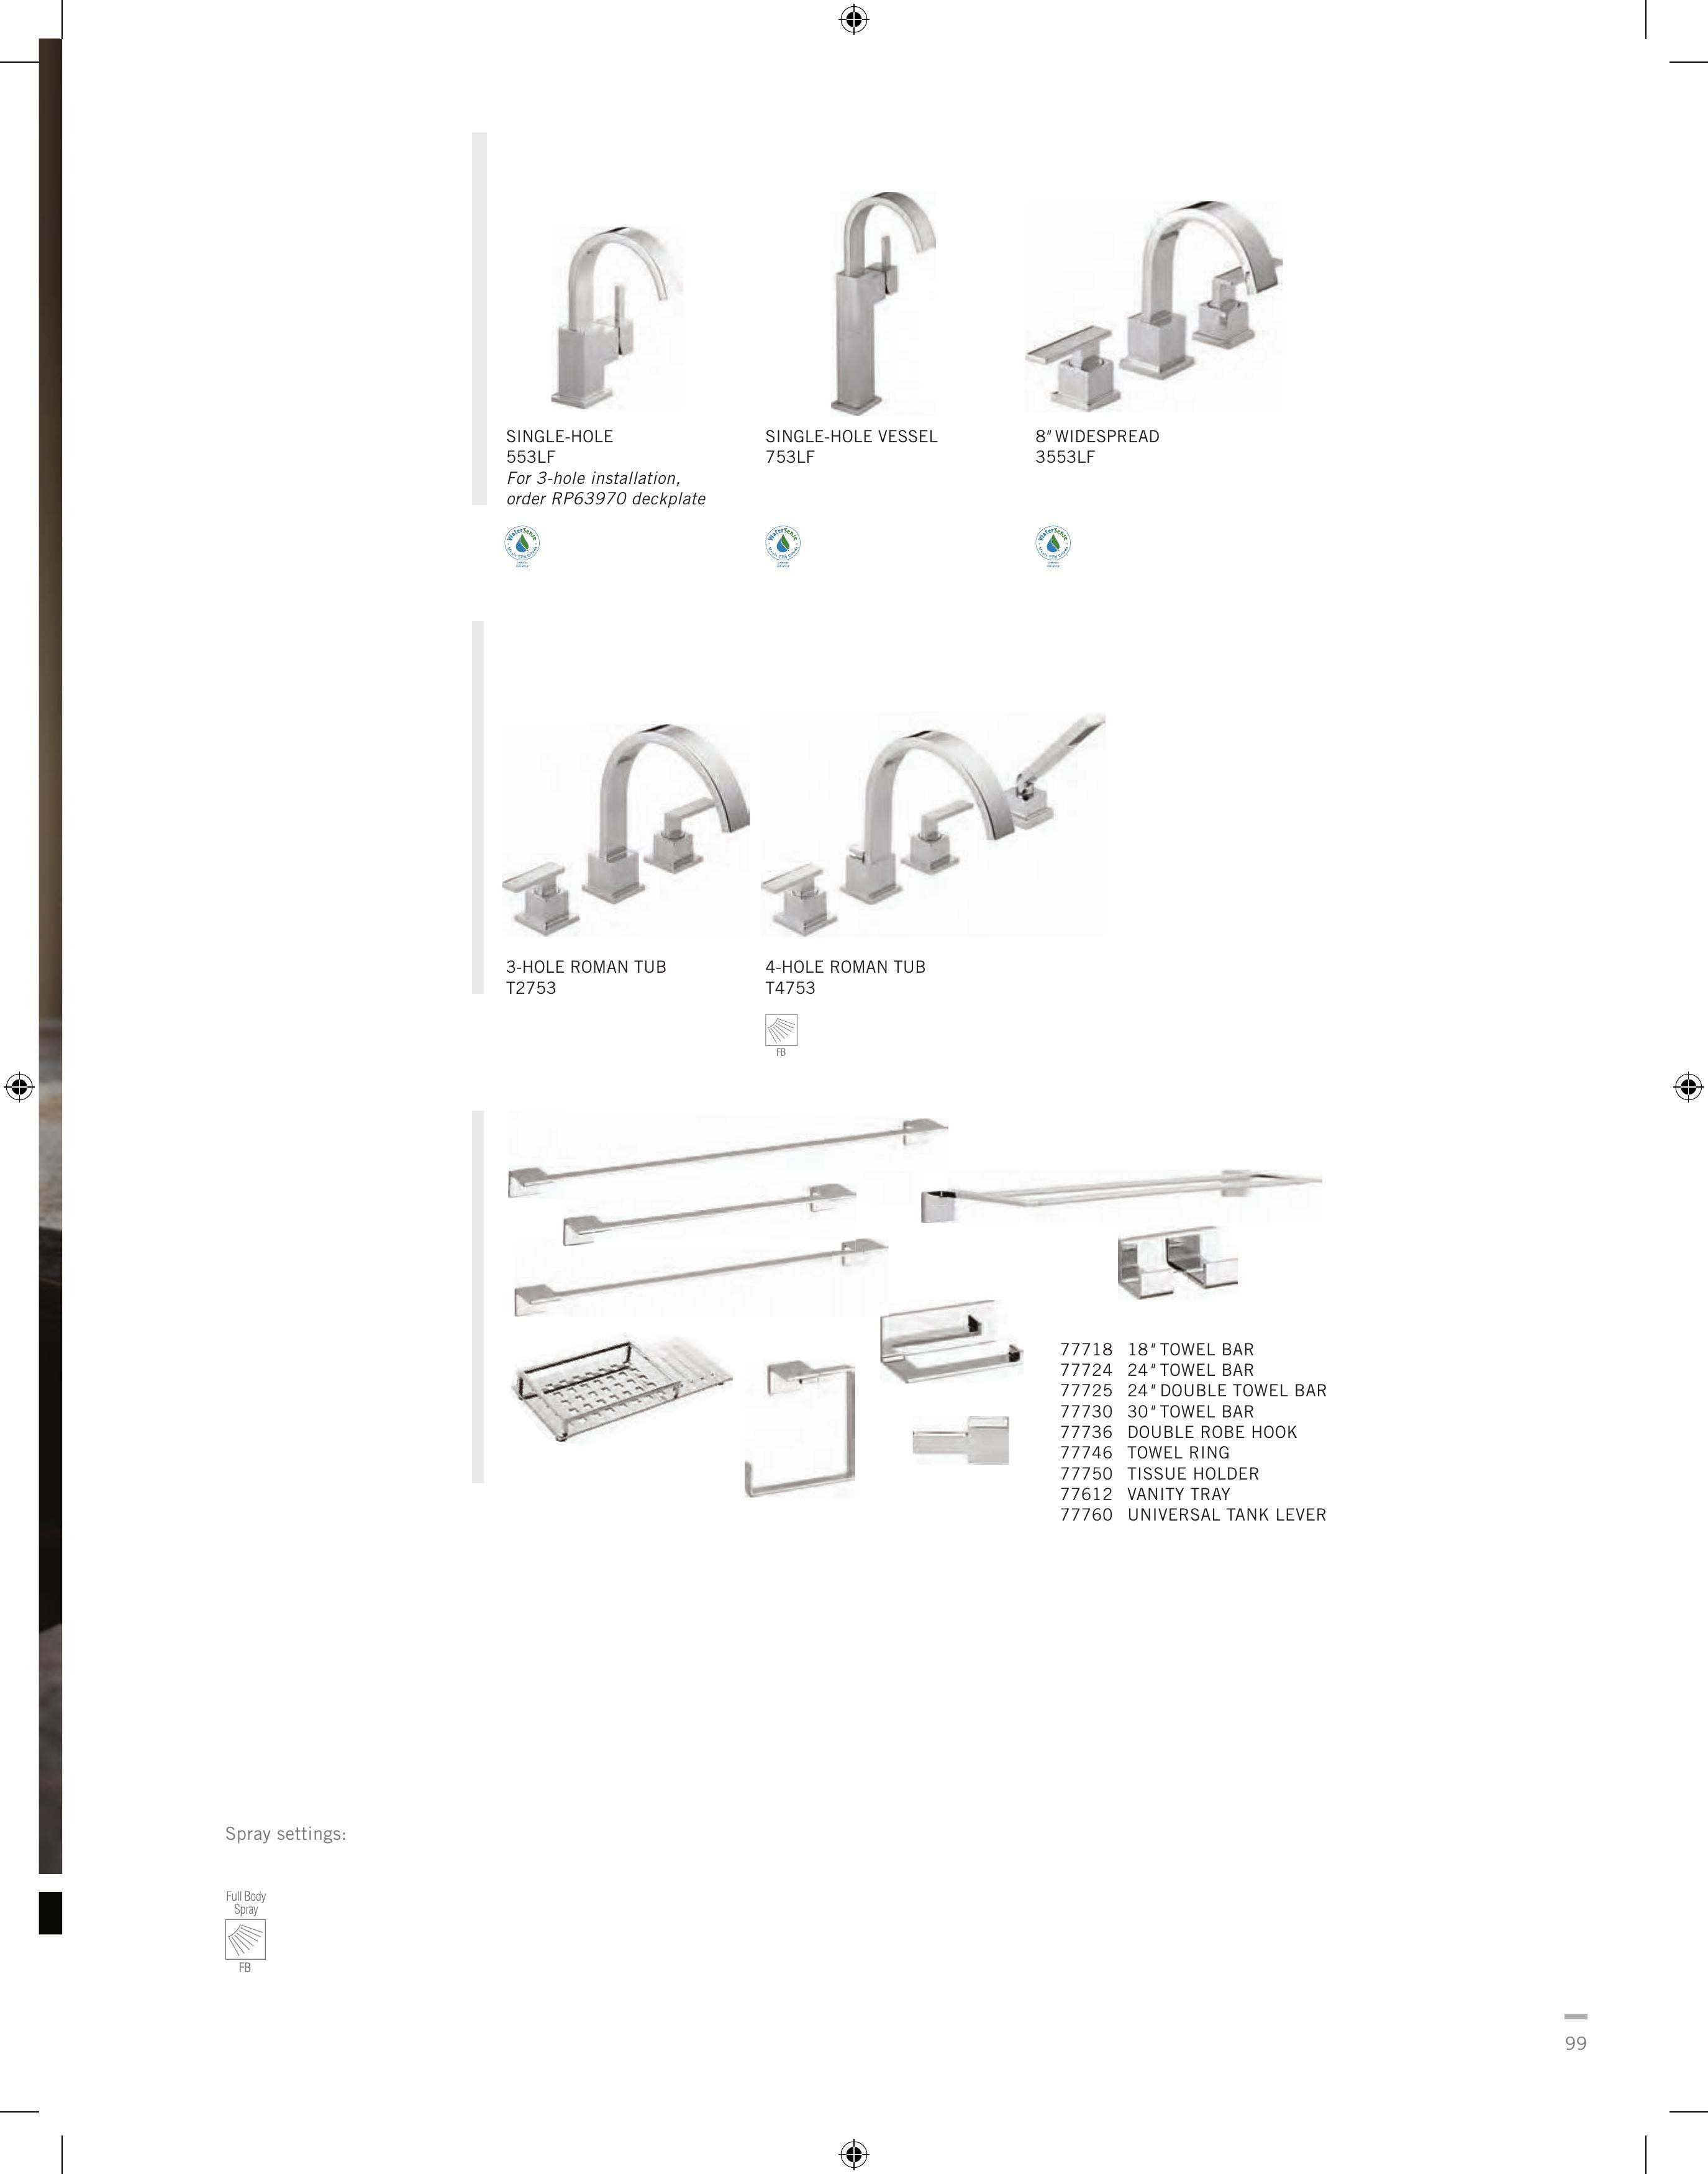 SINGLE-HOLE
553LF
For 3-hole installation,
order RP63970 deckplate
SINGLE-HOLE VESSEL
753LF
8" WIDESPREAD
3553LF
WaterSense
WaterSense
WaterSense
3-HOLE ROMAN TUB
T2753
4-HOLE ROMAN TUB
T4753
FB
77718 18" TOWEL BAR
77724 24" TOWEL BAR
77725 24" DOUBLE TOWEL BAR
77730 30" TOWEL BAR
77736 DOUBLE ROBE HOOK
77746 TOWEL RING
77750 TISSUE HOLDER
77612 VANITY TRAY
77760 UNIVERSAL TANK LEVER
Spray settings:
Full Body
Spray
FB
99